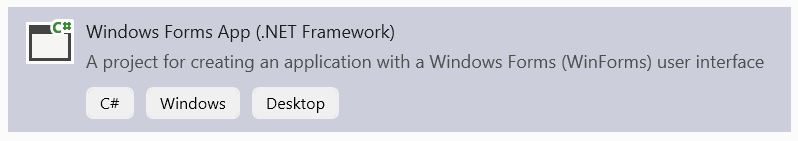 C#
Windows Forms App (.NET Framework)
A project for creating an application with a Windows Forms (WinForms) user interface
C# Windows Desktop